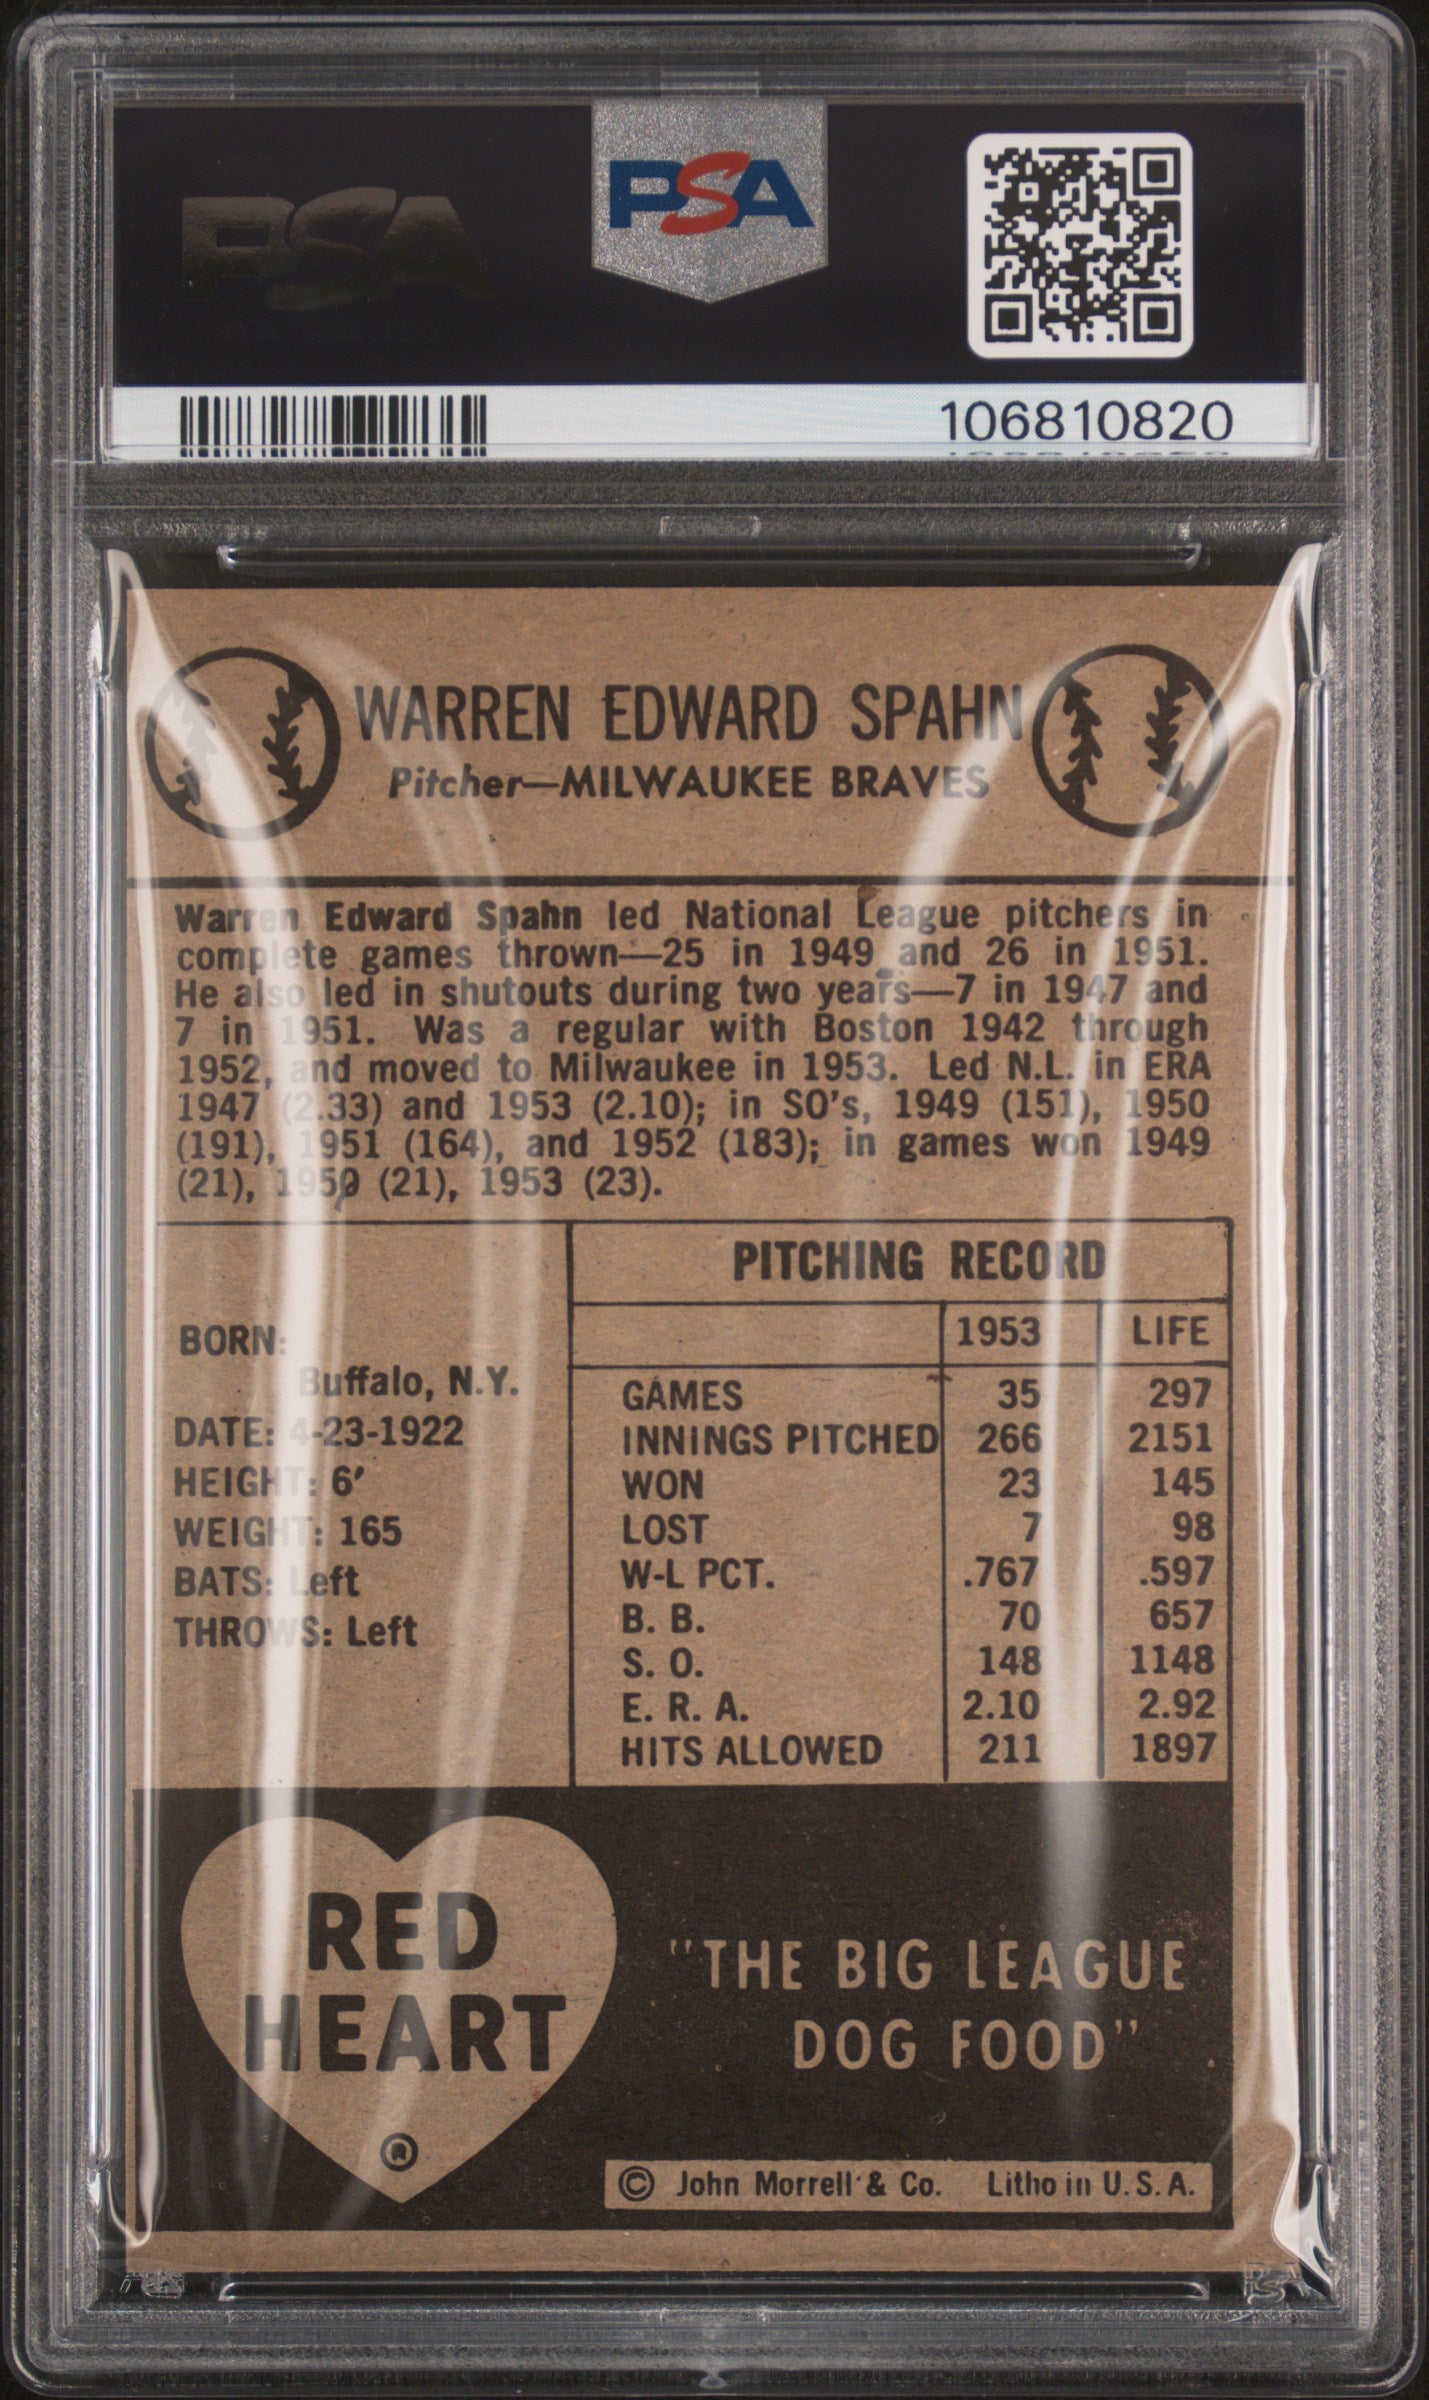 PSA
PSA
106810820
WARREN EDWARD SPAHN
Pitcher—MILWAUKEE BRAVES
Warren Edward Spahn led National League pitchers in
complete games thrown—25 in 1949 and 26 in 1951.
He also led in shutouts during two years—7 in 1947 and
7 in 1951. Was a regular with Boston 1942 through
1952, and moved to Milwaukee in 1953. Led N.L. in ERA
1947 (2.33) and 1953 (2.10); in SO's, 1949 (151), 1950
(191), 1951 (164), and 1952 (183); in games won 1949
(21), 1950 (21), 1953 (23).
BORN:
Buffalo, N.Y.
DATE: 4-23-1922
HEIGHT: 6'
WEIGHT: 165
BATS: Left
THROWS: Left
PITCHING RECORD
1953 LIFE
GAMES 35 297
INNINGS PITCHED 266 2151
WON 23 145
LOST 7 98
W-L PCT. .767 .597
B. B. 70 657
S. O. 148 1148
E. R. A. 2.10 2.92
HITS ALLOWED 211 1897
RED
HEART
®
"THE BIG LEAGUE
DOG FOOD"
© John Morrell & Co. Litho in U.S.A.
PSA